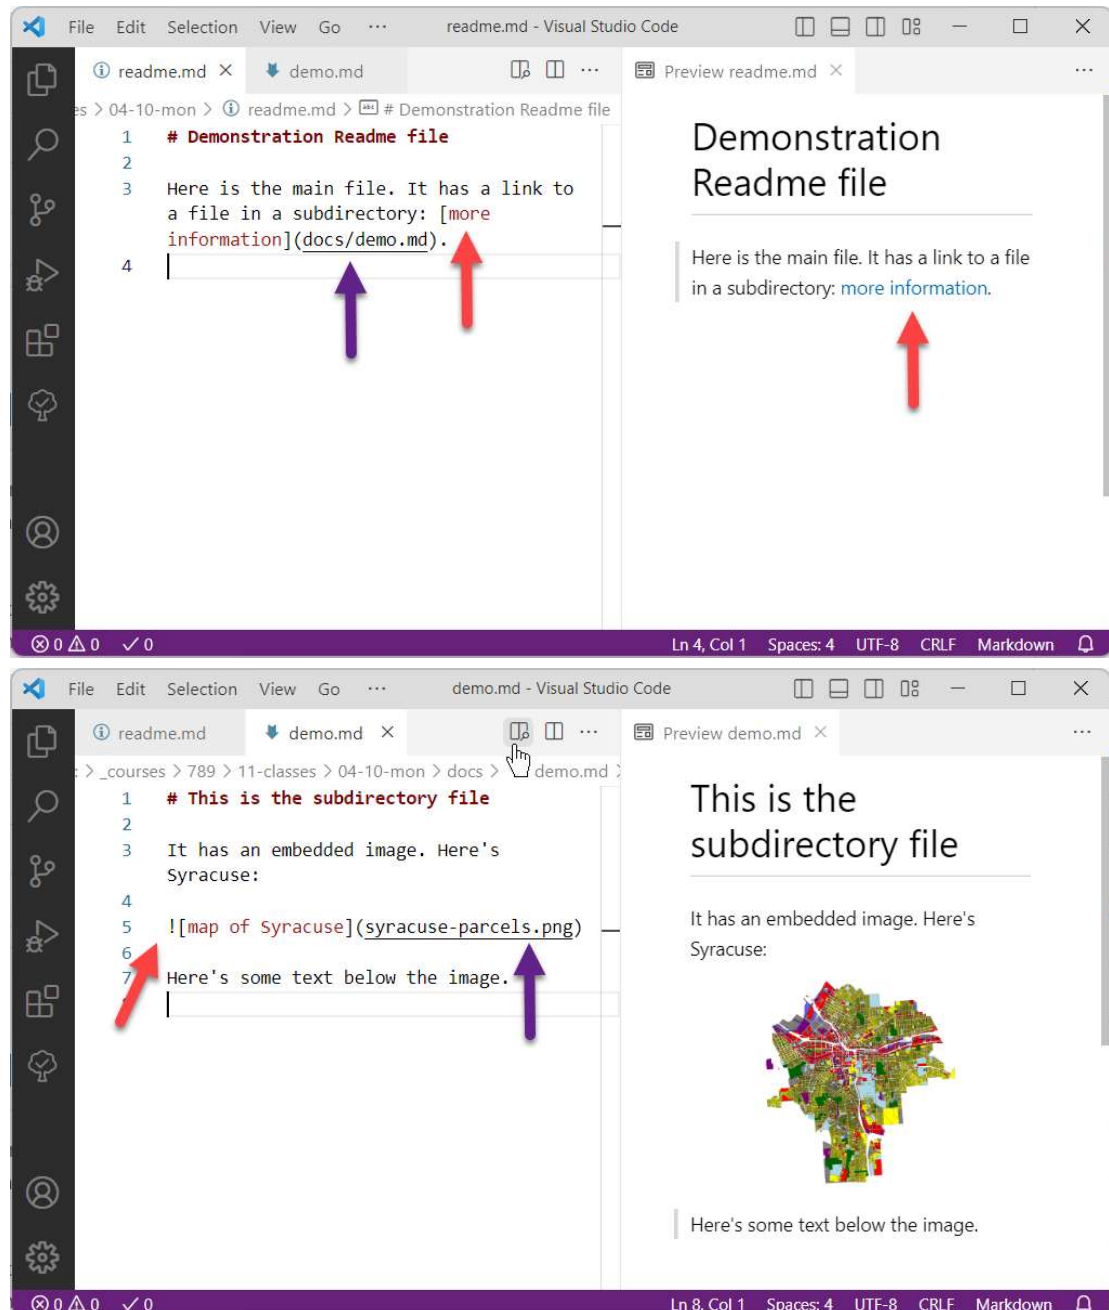 File Edit Selection View Go ··· readme.md - Visual Studio Code
readme.md × demo.md ··· Preview readme.md × ···
es > 04-10-mon > readme.md > abc # Demonstration Readme file
1 # Demonstration Readme file
2
3 Here is the main file. It has a link to
a file in a subdirectory: [more
information](docs/demo.md).
4
Demonstration
Readme file
Here is the main file. It has a link to a file
in a subdirectory: more information.
0 0 0 Ln 4, Col 1 Spaces: 4 UTF-8 CRLF Markdown
File Edit Selection View Go ··· demo.md - Visual Studio Code
readme.md demo.md × ··· Preview demo.md × ···
: > _courses > 789 > 11-classes > 04-10-mon > docs > demo.md >
1 # This is the subdirectory file
2
3 It has an embedded image. Here's
Syracuse:
4
5 ![map of Syracuse](syracuse-parcels.png)
6
7 Here's some text below the image.
This is the
subdirectory file
It has an embedded image. Here's
Syracuse:
Here's some text below the image.
0 0 0 Ln 8, Col 1 Spaces: 4 UTF-8 CRLF Markdown